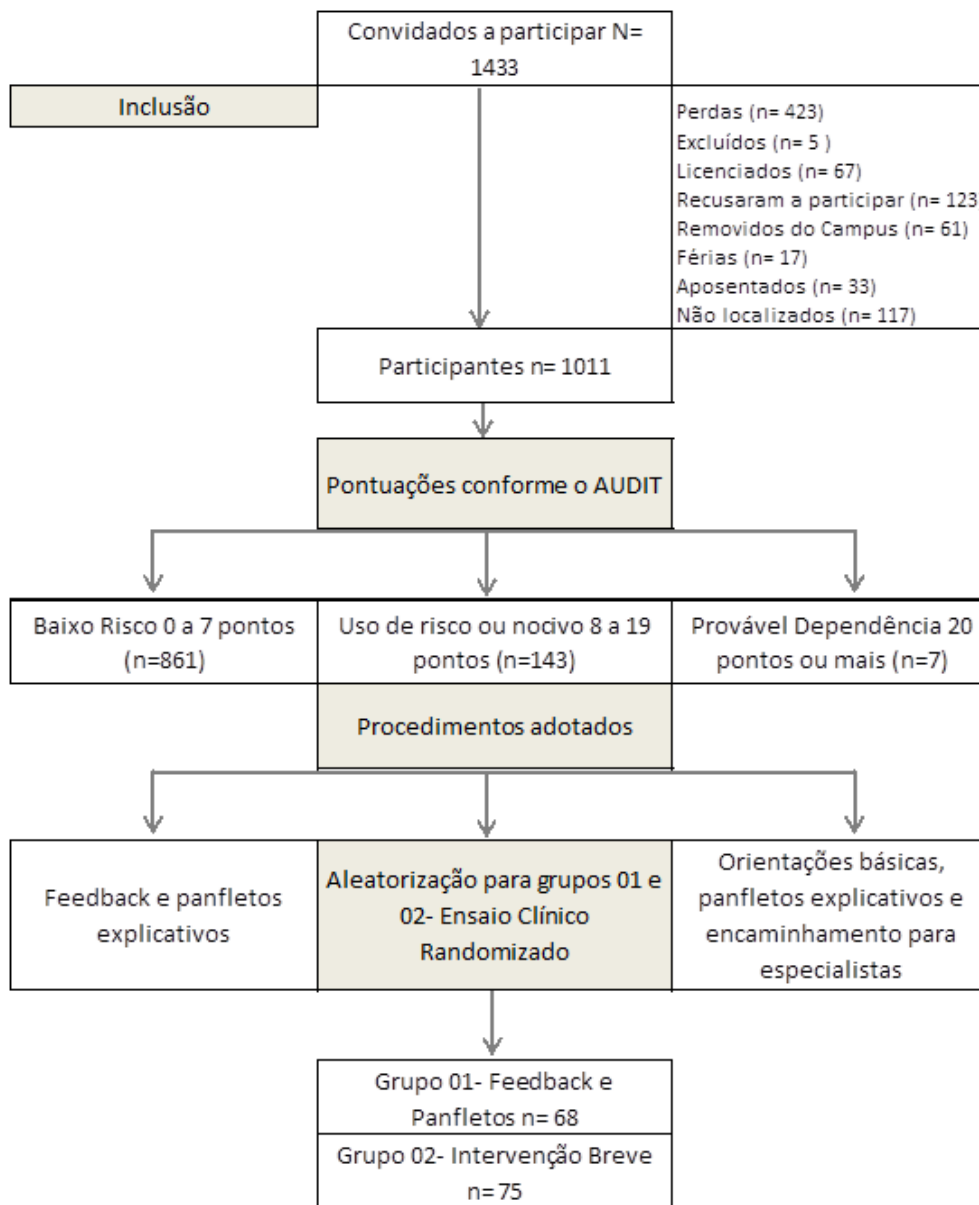 Convidados a participar N=
1433
Inclusão
Perdas (n= 423)
Excluídos (n= 5 )
Licenciados (n= 67)
Recusaram a participar (n= 123
Removidos do Campus (n= 61)
Férias (n= 17)
Aposentados (n= 33)
Não localizados (n= 117)
Participantes n= 1011
Pontuações conforme o AUDIT
Baixo Risco 0 a 7 pontos
(n=861)
Uso de risco ou nocivo 8 a 19
pontos (n=143)
Provável Dependência 20
pontos ou mais (n=7)
Procedimentos adotados
Feedback e panfletos
explicativos
Aleatorização para grupos 01 e
02- Ensaio Clínico
Randomizado
Orientações básicas,
panfletos explicativos e
encaminhamento para
especialistas
Grupo 01- Feedback e
Panfletos n= 68
Grupo 02- Intervenção Breve
n= 75